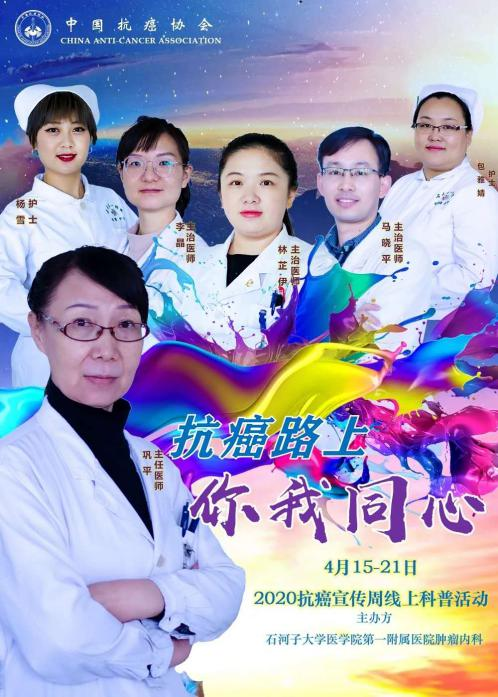 中国抗癌协会
CHINA ANTI-CANCER ASSOCIATION
护士
杨雪
主治医师
李晶
主治医师
林芷伊
主治医师
马晓平
护士
包雅婧
主任医师
巩平
抗癌路上
你我同心
4月15-21日
2020抗癌宣传周线上科普活动
主办方
石河子大学医学院第一附属医院肿瘤内科